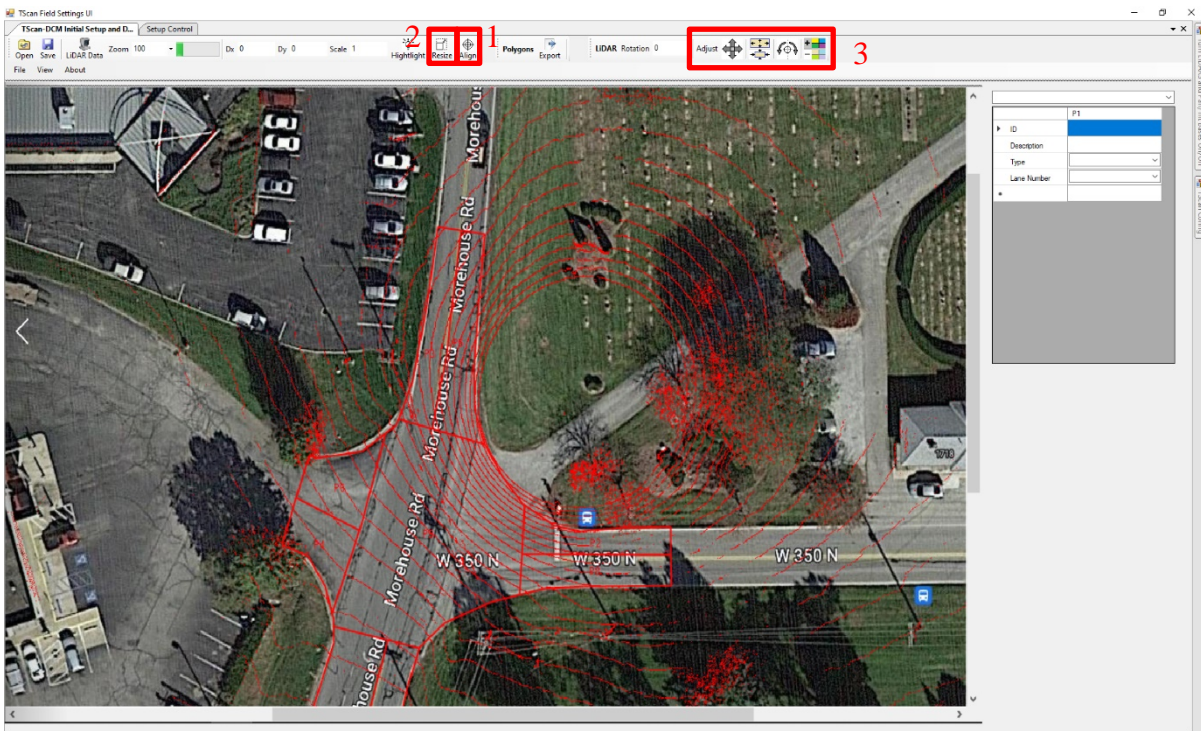 TScan Field Settings UI
TScan-DCM Initial Setup and D... Setup Control
2 1 3
Open Save LiDAR Data Zoom 100 Dx 0 Dy 0 Scale 1 Hightlight Resize Align Polygons Export LiDAR Rotation 0 Adjust
File View About
Morehouse Rd
Morehouse Rd
Morehouse Rd
Morehouse Rd
W 350 N W 350 N W 350 N
1718
P1
ID
Description
Type
Lane Number